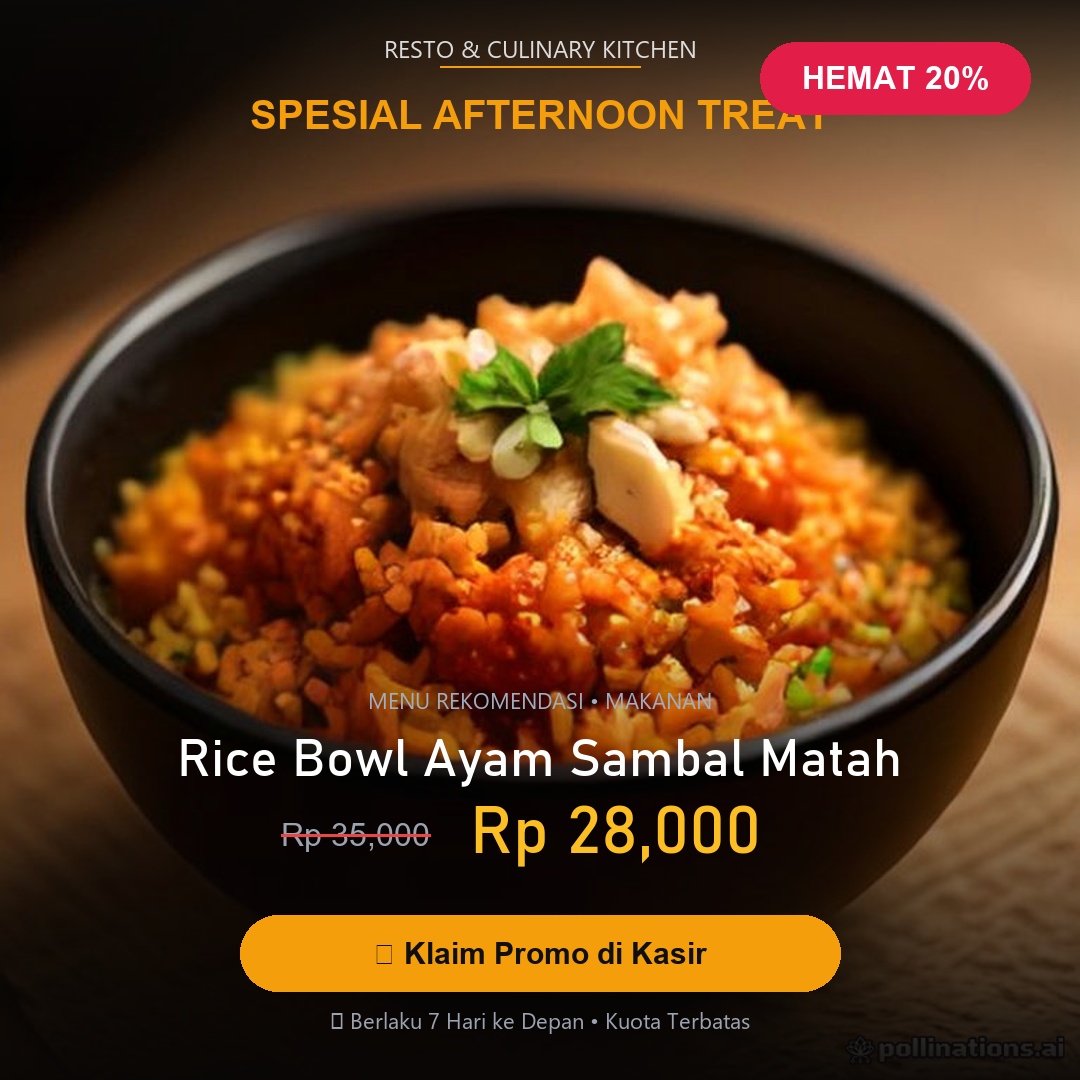 RESTO & CULINARY KITCHEN
HEMAT 20%
SPESIAL AFTERNOON TREAT
MENU REKOMENDASI • MAKANAN
Rice Bowl Ayam Sambal Matah
Rp 35,000 Rp 28,000
Klaim Promo di Kasir
Berlaku 7 Hari ke Depan • Kuota Terbatas
pollinations.ai